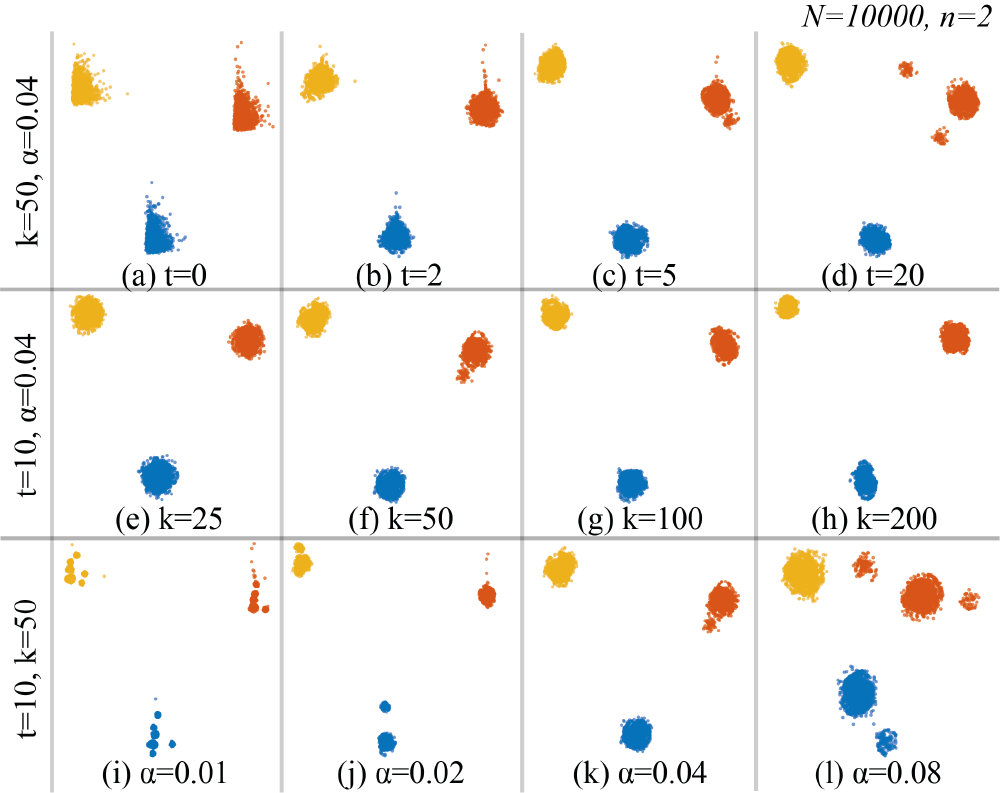 N=10000, n=2
k=50, α=0.04
(a) t=0
(b) t=2
(c) t=5
(d) t=20
t=10, α=0.04
(e) k=25
(f) k=50
(g) k=100
(h) k=200
t=10, k=50
(i) α=0.01
(j) α=0.02
(k) α=0.04
(l) α=0.08